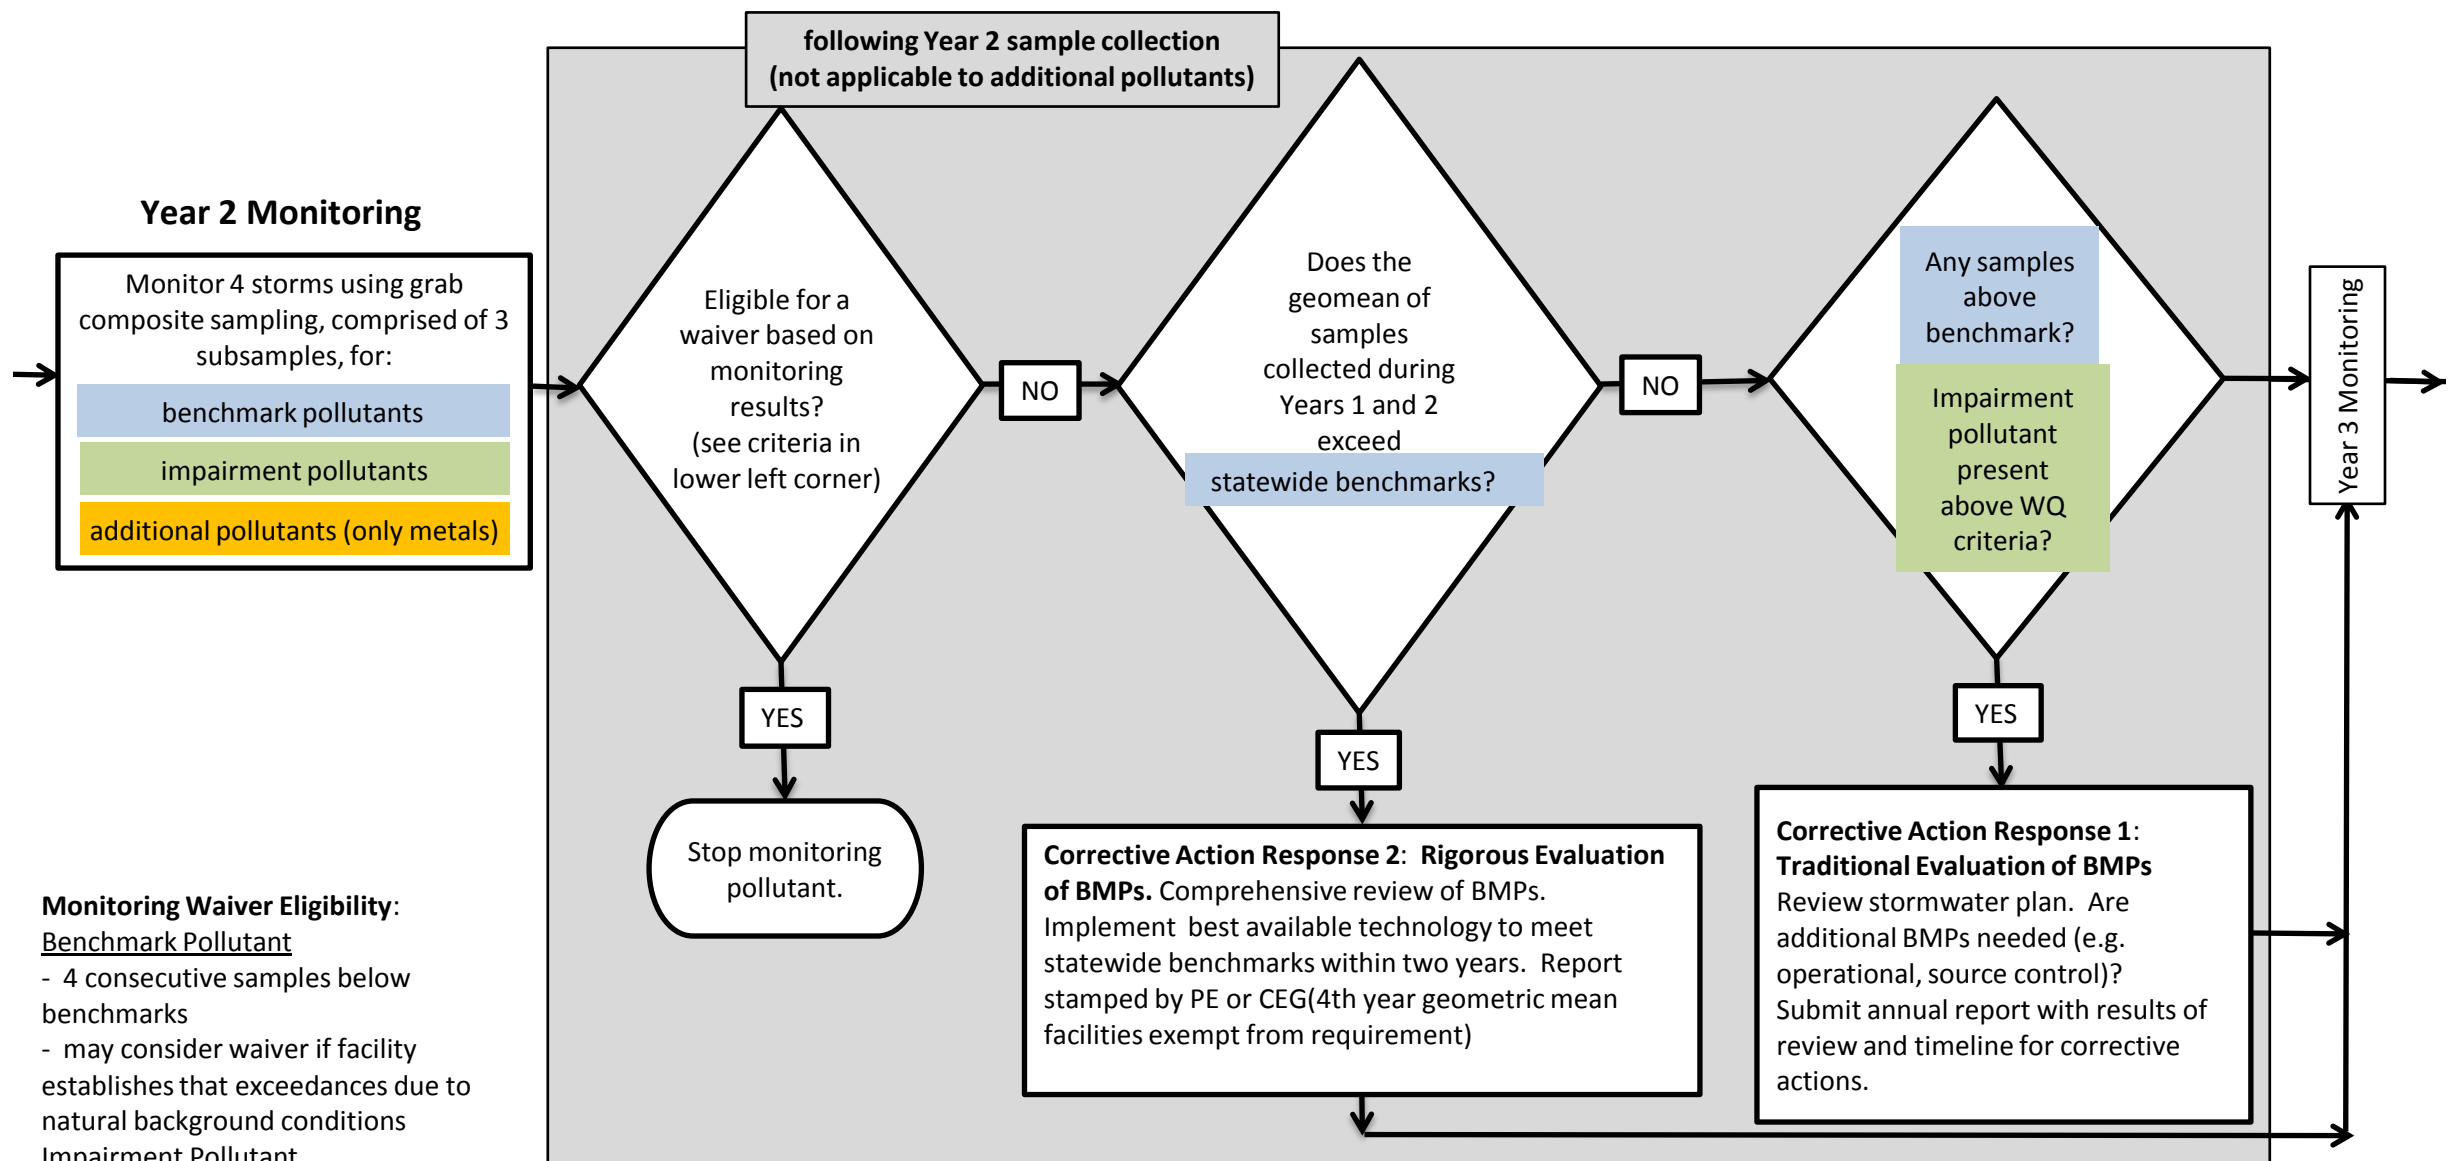 following Year 2 sample collection
(not applicable to additional pollutants)
Year 2 Monitoring
Monitor 4 storms using grab
composite sampling, comprised of 3
subsamples, for:
benchmark pollutants
impairment pollutants
additional pollutants (only metals)
Eligible for a
waiver based on
monitoring
results?
(see criteria in
lower left corner)
NO
Does the
geomean of
samples
collected during
Years 1 and 2
exceed
statewide benchmarks?
NO
Any samples
above
benchmark?
Impairment
pollutant
present
above WQ
criteria?
Year 3 Monitoring
YES
YES
YES
Stop monitoring
pollutant.
Corrective Action Response 2:  Rigorous Evaluation
of BMPs. Comprehensive review of BMPs.
Implement  best available technology to meet
statewide benchmarks within two years.  Report
stamped by PE or CEG(4th year geometric mean
facilities exempt from requirement)
Corrective Action Response 1:
Traditional Evaluation of BMPs
Review stormwater plan.  Are
additional BMPs needed (e.g.
operational, source control)?
Submit annual report with results of
review and timeline for corrective
actions.
Monitoring Waiver Eligibility:
Benchmark Pollutant
-  4 consecutive samples below
benchmarks
-  may consider waiver if facility
establishes that exceedances due to
natural background conditions
Impairment Pollutant